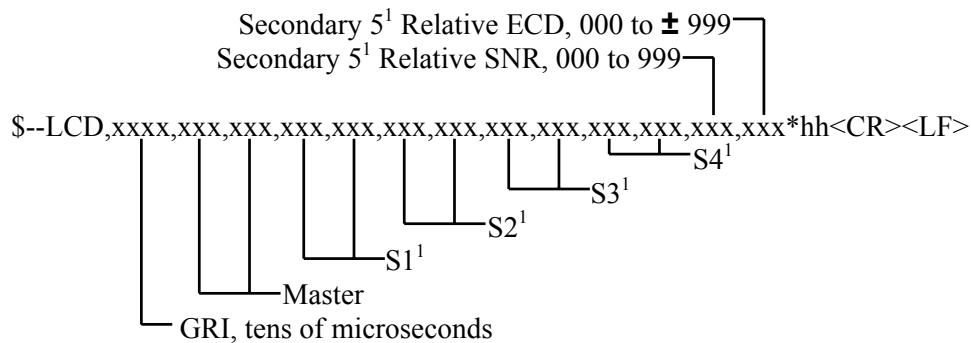 Secondary 5¹ Relative ECD, 000 to ± 999
Secondary 5¹ Relative SNR, 000 to 999
$--LCD,xxxx,xxx,xxx,xxx,xxx,xxx,xxx,xxx,xxx,xxx,xxx,xxx,xxx*hh<CR><LF>
S4¹
S3¹
S2¹
S1¹
Master
GRI, tens of microseconds